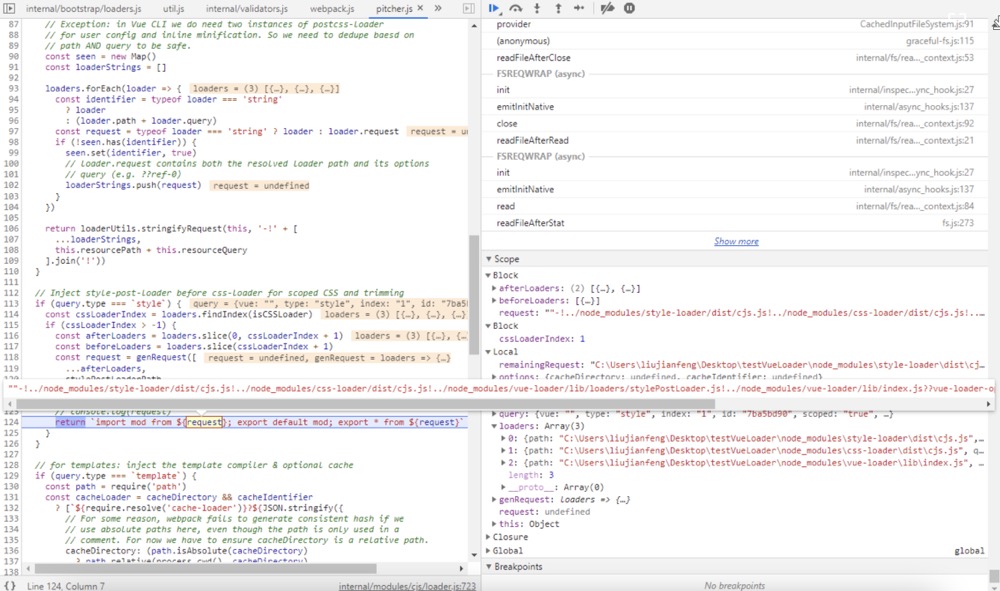 internal/bootstrap/loaders.js util.js internal/validators.js webpack.js pitcher.js × »
87 // Exception: in Vue CLI we do need two instances of postcss-loader
88 // for user config and inline minification. So we need to dedupe baesd on
89 // path AND query to be safe.
90 const seen = new Map()
91 const loaderStrings = []
92
93 loaders.forEach(loader => { loaders = (3) [{…}, {…}, {…}]
94 const identifier = typeof loader === 'string'
95 ? loader
96 : (loader.path + loader.query)
97 const request = typeof loader === 'string' ? loader : loader.request request = u
98 if (!seen.has(identifier)) {
99 seen.set(identifier, true)
100 // loader.request contains both the resolved loader path and its options
101 // query (e.g. ??ref-0)
102 loaderStrings.push(request) request = undefined
103 }
104 })
105
106 return loaderUtils.stringifyRequest(this, '-!' + [
107 ...loaderStrings,
108 this.resourcePath + this.resourceQuery
109 ].join('!'))
110 }
111
112 // Inject style-post-loader before css-loader for scoped CSS and trimming
113 if (query.type === `style`) { query = {vue: "", type: "style", index: "1", id: "7ba5b
114 const cssLoaderIndex = loaders.findIndex(isCSSLoader) loaders = (3) [{…}, {…}, {…}
115 if (cssLoaderIndex > -1) {
116 const afterLoaders = loaders.slice(0, cssLoaderIndex + 1) loaders = (3) [{…}, {…
117 const beforeLoaders = loaders.slice(cssLoaderIndex + 1)
118 const request = genRequest([ request = undefined, genRequest = loaders => {…}
...afterLoaders,
""-!../node_modules/style-loader/dist/cjs.js!../node_modules/css-loader/dist/cjs.js!../node_modules/vue-loader/lib/loaders/stylePostLoader.js!../node_modules/vue-loader/lib/index.js??vue-loader-o
// console.log(request)
124 return `import mod from ${request}; export default mod; export * from ${request}`
125 }
126 }
127
128 // for templates: inject the template compiler & optional cache
129 if (query.type === `template`) {
130 const path = require('path')
131 const cacheLoader = cacheDirectory && cacheIdentifier
132 ? [`${require.resolve('cache-loader')}?${JSON.stringify({
133 // For some reason, webpack fails to generate consistent hash if we
134 // use absolute paths here, even though the path is only used in a
135 // comment. For now we have to ensure cacheDirectory is a relative path.
136 cacheDirectory: (path.isAbsolute(cacheDirectory)
137 ? path.relative(process.cwd(), cacheDirectory)
138
{} Line 124, Column 7 internal/modules/cjs/loader.js:723
provider CachedInputFileSystem.js:91
(anonymous) graceful-fs.js:115
readFileAfterClose internal/fs/rea…_context.js:53
FSREQWRAP (async)
init internal/inspec…ync_hook.js:27
emitInitNative internal/async_hooks.js:137
close internal/fs/rea…_context.js:92
readFileAfterRead internal/fs/rea…_context.js:21
FSREQWRAP (async)
init internal/inspec…ync_hook.js:27
emitInitNative internal/async_hooks.js:137
read internal/fs/rea…_context.js:84
readFileAfterStat fs.js:273
Show more
Scope
Block
afterLoaders: (2) [{…}, {…}]
beforeLoaders: [{…}]
request: ""-!../node_modules/style-loader/dist/cjs.js!../node_modules/css-loader/dist/cjs.js!..
Block
cssLoaderIndex: 1
Local
remainingRequest: "C:\Users\liujianfeng\Desktop\testVueLoader\node_modules\style-loader\dist\cj…
options: {cacheDirectory: undefined, cacheIdentifier: undefined}
query: {vue: "", type: "style", index: "1", id: "7ba5bd90", scoped: "true", …}
loaders: Array(3)
0: {path: "C:\Users\liujianfeng\Desktop\testVueLoader\node_modules\style-loader\dist\cjs.js",
1: {path: "C:\Users\liujianfeng\Desktop\testVueLoader\node_modules\css-loader\dist\cjs.js", q…
2: {path: "C:\Users\liujianfeng\Desktop\testVueLoader\node_modules\vue-loader\lib\index.js", …
length: 3
__proto__: Array(0)
genRequest: loaders => {…}
request: undefined
this: Object
Closure
Global global
Breakpoints
No breakpoints